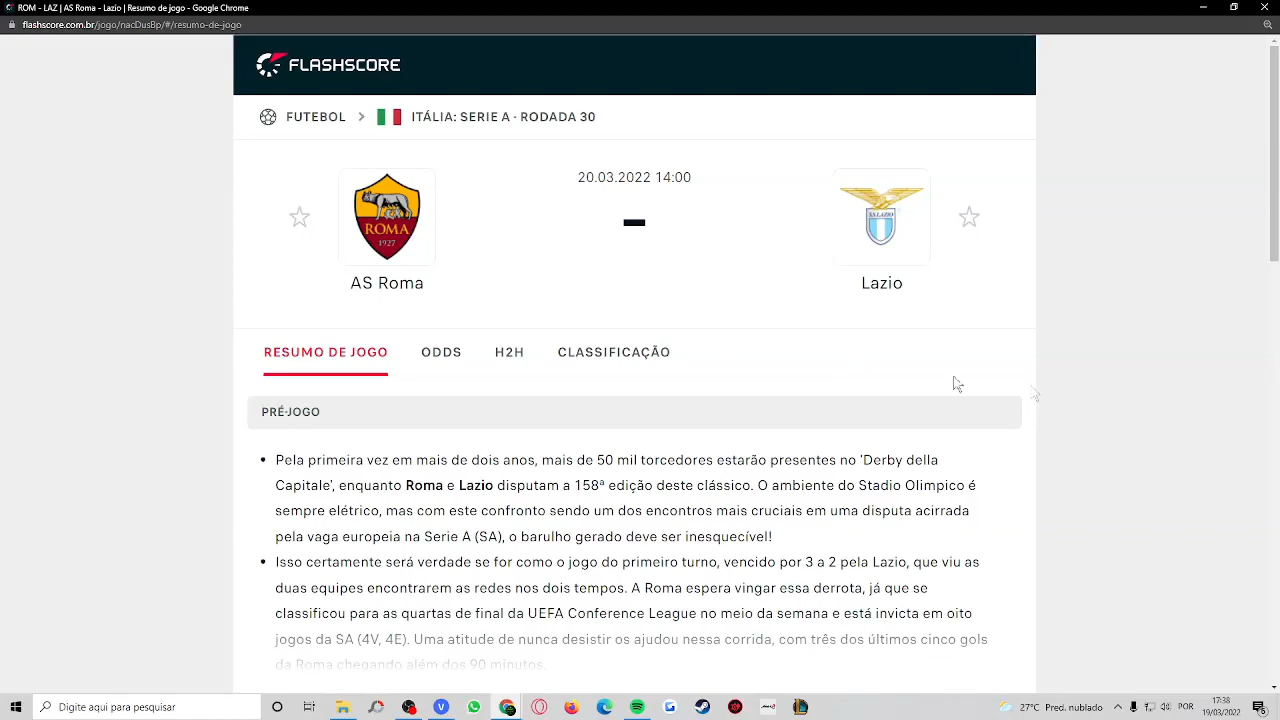 ROM - LAZ | AS Roma - Lazio | Resumo de jogo - Google Chrome
flashscore.com.br/jogo/nacDusBp/#/resumo-de-jogo
FLASHSCORE
FUTEBOL > ITÁLIA: SERIE A - RODADA 30
20.03.2022 14:00
-
ROMA
1927
S.S. LAZIO
AS Roma
Lazio
RESUMO DE JOGO
ODDS
H2H
CLASSIFICAÇÃO
PRÉ-JOGO
• Pela primeira vez em mais de dois anos, mais de 50 mil torcedores estarão presentes no 'Derby della
Capitale', enquanto Roma e Lazio disputam a 158ª edição deste clássico. O ambiente do Stadio Olimpico é
sempre elétrico, mas com este confronto sendo um dos encontros mais cruciais em uma disputa acirrada
pela vaga europeia na Serie A (SA), o barulho gerado deve ser inesquecível!
• Isso certamente será verdade se for como o jogo do primeiro turno, vencido por 3 a 2 pela Lazio, que viu as
duas equipes encontrarem as redes nos dois tempos. A Roma espera vingar essa derrota, já que se
classificou para as quartas de final da UEFA Conference League no meio da semana e está invicta em oito
jogos da SA (4V, 4E). Uma atitude de nunca desistir os ajudou nessa corrida, com três dos últimos cinco gols
da Roma chegando além dos 90 minutos.
Digite aqui para pesquisar
27°C Pred. nublado
POR
17:38
19/03/2022